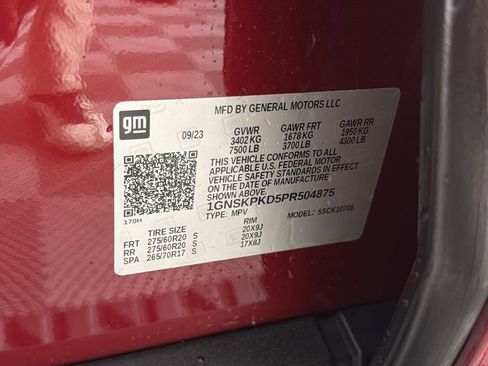 gm
MFD BY GENERAL MOTORS LLC
09/23 GVWR GAWR FRT GAWR RR
3402 KG 1678 KG 1950 KG
7500 LB 3700 LB 4300 LB
THIS VEHICLE CONFORMS TO ALL
APPLICABLE U.S. FEDERAL MOTOR
VEHICLE SAFETY STANDARDS IN EFFECT
ON THE DATE OF MANUFACTURE
1GNSKPKD5PR504875
170H
TYPE: MPV MODEL: 5SCK10706
TIRE SIZE RIM
FRT 275/60R20 S 20X9J
RR 275/60R20 S 20X9J
SPA 265/70R17 S 17X8J